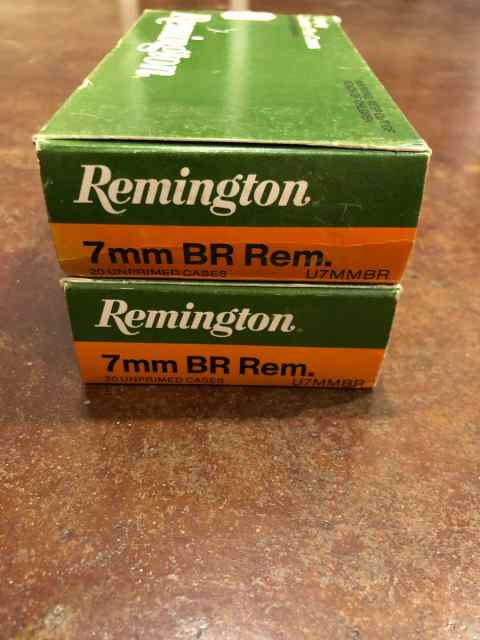 Remington
Remington
7mm BR Rem.
20 UNPRIMED CASES U7MMBR
Remington
7mm BR Rem.
20 UNPRIMED CASES U7MMBR